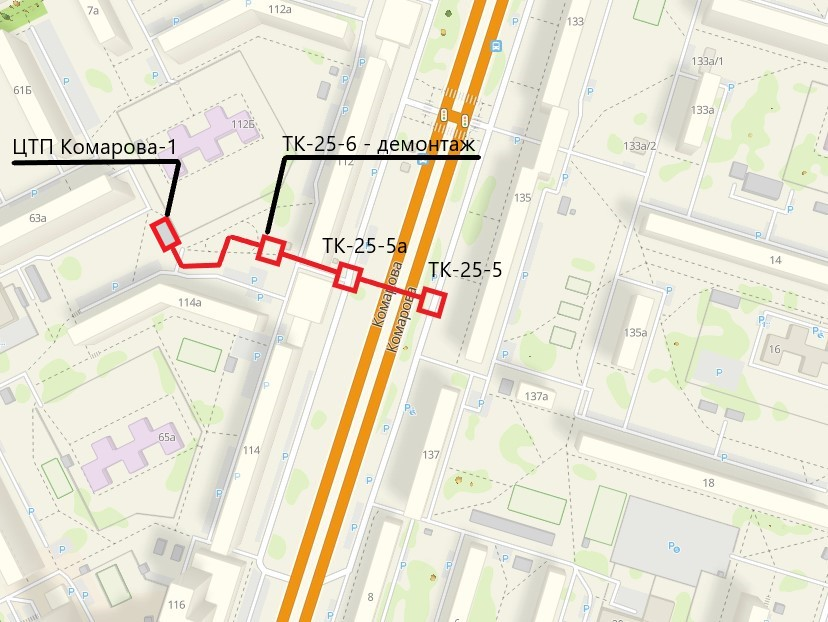 7а
112а
133
61Б
133а/1
112Б
133а
ЦТП Комарова-1
ТК-25-6 - демонтаж
112
133а/2
63а
135
ТК-25-5а
14
ТК-25-5
Комарова
Комарова
114а
135а
16
137а
65а
114
137
18
116
8